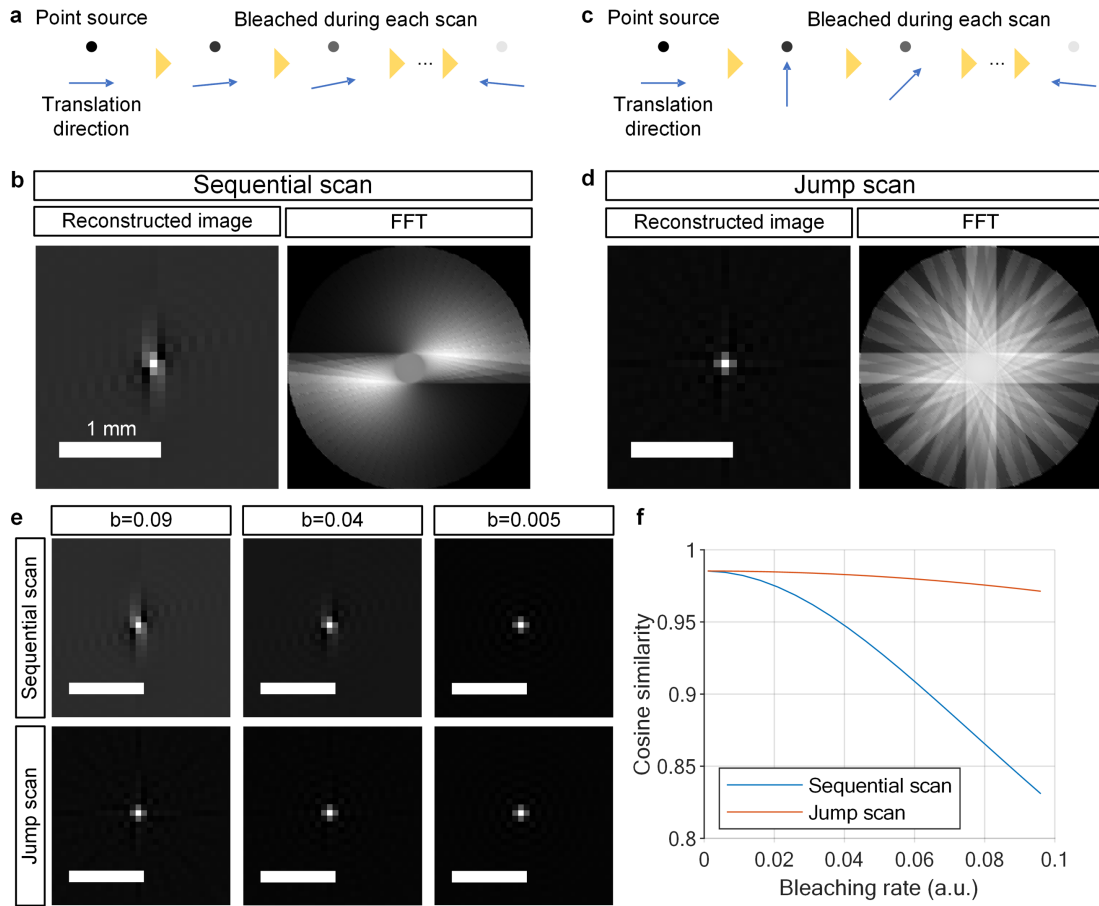 a
Point source
Bleached during each scan
...
Translation
direction
c
Point source
Bleached during each scan
...
Translation
direction
b
Sequential scan
Reconstructed image
FFT
1 mm
d
Jump scan
Reconstructed image
FFT
e
b=0.09
b=0.04
b=0.005
Sequential scan
Jump scan
f
1
0.95
0.9
0.85
0.8
Cosine similarity
Sequential scan
Jump scan
0
0.02
0.04
0.06
0.08
0.1
Bleaching rate (a.u.)